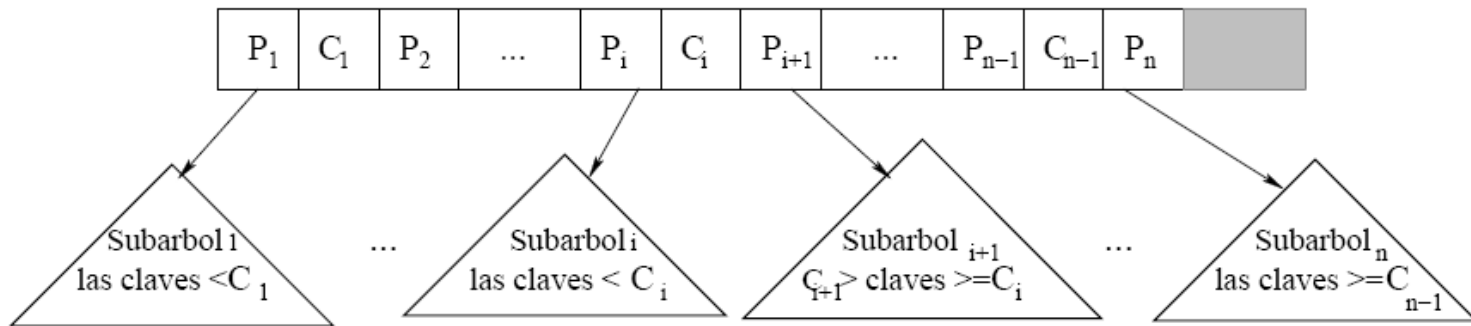 P₁ C₁ P₂ ... Pᵢ Cᵢ Pᵢ₊₁ ... Pₙ₋₁ Cₙ₋₁ Pₙ
Subarbol ₁
las claves <C ₁
...
Subarbol ᵢ
las claves < C ᵢ
Subarbol ᵢ₊₁
Cᵢ₊₁> claves >=Cᵢ
...
Subarbol ₙ
las claves >=C ₙ₋₁